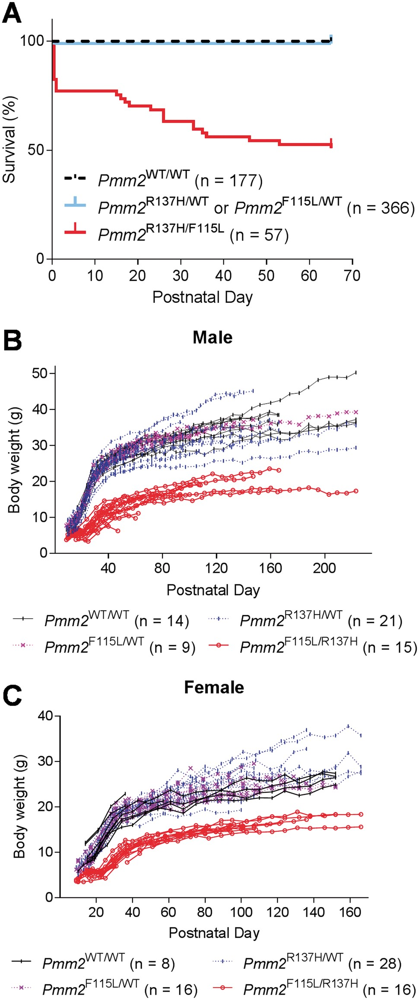 A
100
50
0
Survival (%)
Pmm2WT/WT (n = 177)
Pmm2R137H/WT or Pmm2F115L/WT (n = 366)
Pmm2R137H/F115L (n = 57)
0 10 20 30 40 50 60 70
Postnatal Day
B
Male
50
40
30
20
10
0
Body weight (g)
40 80 120 160 200
Postnatal Day
Pmm2WT/WT (n = 14) Pmm2R137H/WT (n = 21)
Pmm2F115L/WT (n = 9) Pmm2F115L/R137H (n = 15)
C
Female
40
30
20
10
0
Body weight (g)
20 40 60 80 100 120 140 160
Postnatal Day
Pmm2WT/WT (n = 8) Pmm2R137H/WT (n = 28)
Pmm2F115L/WT (n = 16) Pmm2F115L/R137H (n = 16)